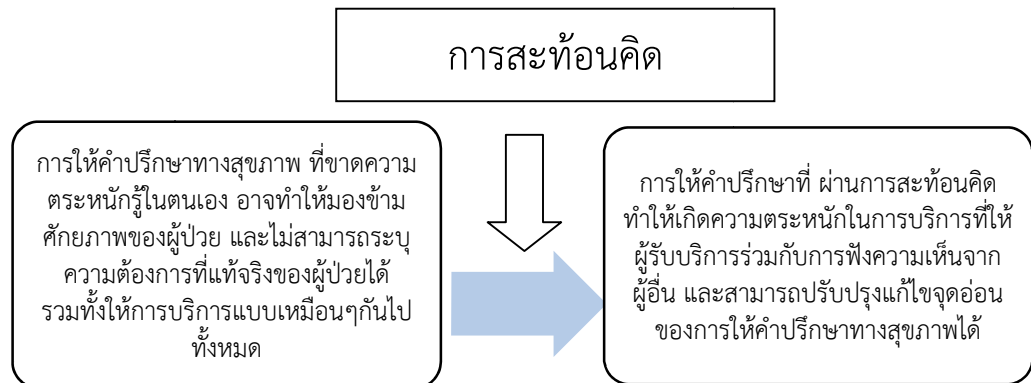 การสะท้อนคิด
การให้คำปรึกษาทางสุขภาพ ที่ขาดความ
ตระหนักรู้ในตนเอง อาจทำให้มองข้าม
ศักยภาพของผู้ป่วย และไม่สามารถระบุ
ความต้องการที่แท้จริงของผู้ป่วยได้
รวมทั้งให้การบริการแบบเหมือนๆกันไป
ทั้งหมด
การให้คำปรึกษาที่ ผ่านการสะท้อนคิด
ทำให้เกิดความตระหนักในการบริการที่ให้
ผู้รับบริการร่วมกับการฟังความเห็นจาก
ผู้อื่น และสามารถปรับปรุงแก้ไขจุดอ่อน
ของการให้คำปรึกษาทางสุขภาพได้